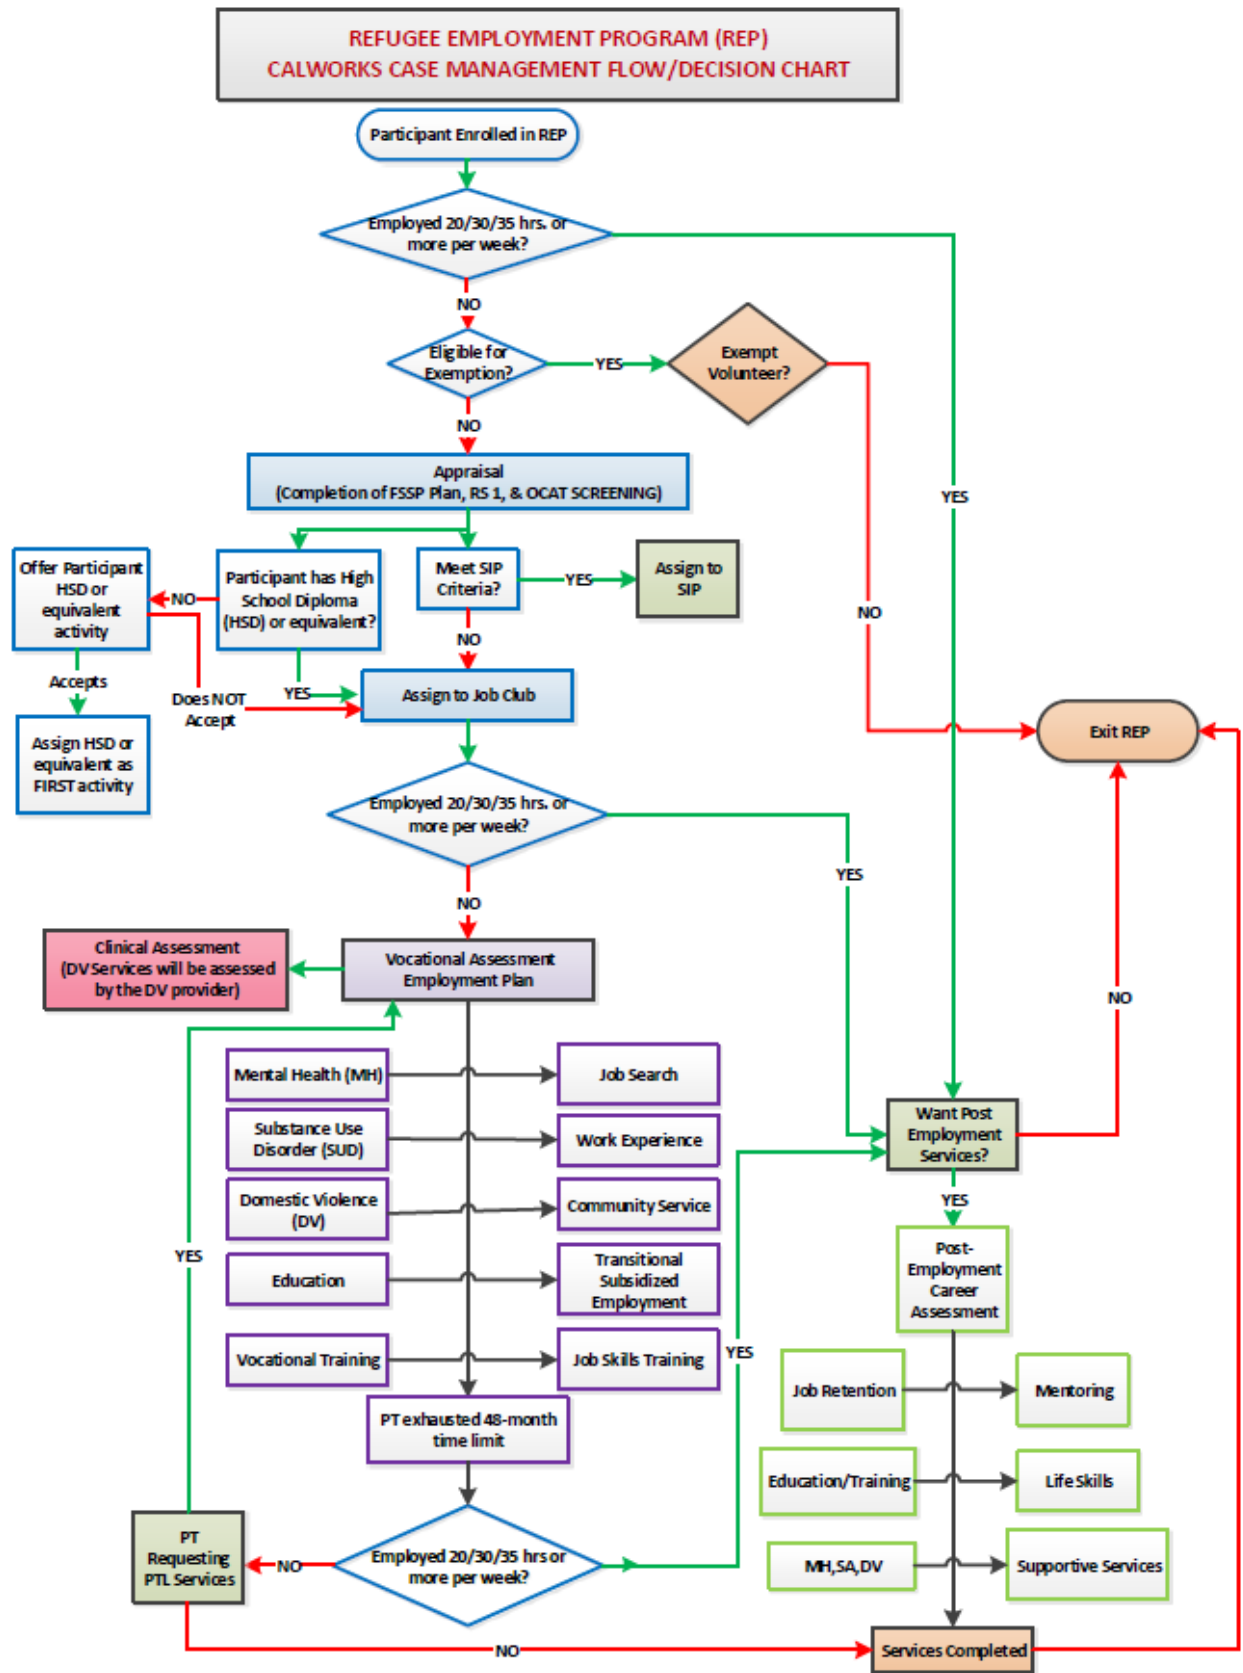 REFUGEE EMPLOYMENT PROGRAM (REP)
CALWORKS CASE MANAGEMENT FLOW/DECISION CHART
Participant Enrolled in REP
Employed 20/30/35 hrs. or
more per week?
NO
Eligible for
Exemption?
YES
Exempt
Volunteer?
NO
Appraisal
(Completion of FSSP Plan, RS 1, & OCAT SCREENING)
YES
Offer Participant
HSD or
equivalent
activity
NO
Participant has High
School Diploma
(HSD) or equivalent?
Meet SIP
Criteria?
YES
Assign to
SIP
NO
NO
Accepts
Does NOT
Accept
YES
Assign to Job Club
Assign HSD or
equivalent as
FIRST activity
Exit REP
Employed 20/30/35 hrs. or
more per week?
YES
NO
Clinical Assessment
(DV Services will be assessed
by the DV provider)
Vocational Assessment
Employment Plan
NO
Mental Health (MH)
Job Search
Substance Use
Disorder (SUD)
Work Experience
Want Post
Employment
Services?
Domestic Violence
(DV)
Community Service
YES
YES
Education
Transitional
Subsidized
Employment
Post-
Employment
Career
Assessment
Vocational Training
Job Skills Training
YES
Job Retention
Mentoring
PT exhausted 48-month
time limit
Education/Training
Life Skills
PT
Requesting
PTL Services
NO
Employed 20/30/35 hrs or
more per week?
MH,SA,DV
Supportive Services
NO
Services Completed